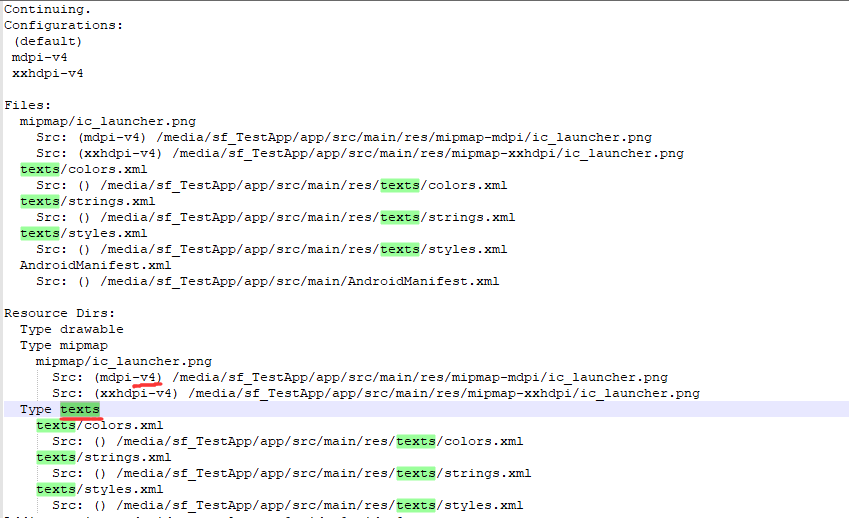 Continuing.
Configurations:
 (default)
 mdpi-v4
 xxhdpi-v4

Files:
  mipmap/ic_launcher.png
    Src: (mdpi-v4) /media/sf_TestApp/app/src/main/res/mipmap-mdpi/ic_launcher.png
    Src: (xxhdpi-v4) /media/sf_TestApp/app/src/main/res/mipmap-xxhdpi/ic_launcher.png
  texts/colors.xml
    Src: () /media/sf_TestApp/app/src/main/res/texts/colors.xml
  texts/strings.xml
    Src: () /media/sf_TestApp/app/src/main/res/texts/strings.xml
  texts/styles.xml
    Src: () /media/sf_TestApp/app/src/main/res/texts/styles.xml
  AndroidManifest.xml
    Src: () /media/sf_TestApp/app/src/main/AndroidManifest.xml

Resource Dirs:
  Type drawable
  Type mipmap
    mipmap/ic_launcher.png
      Src: (mdpi-v4) /media/sf_TestApp/app/src/main/res/mipmap-mdpi/ic_launcher.png
      Src: (xxhdpi-v4) /media/sf_TestApp/app/src/main/res/mipmap-xxhdpi/ic_launcher.png
  Type texts
    texts/colors.xml
      Src: () /media/sf_TestApp/app/src/main/res/texts/colors.xml
    texts/strings.xml
      Src: () /media/sf_TestApp/app/src/main/res/texts/strings.xml
    texts/styles.xml
      Src: () /media/sf_TestApp/app/src/main/res/texts/styles.xml